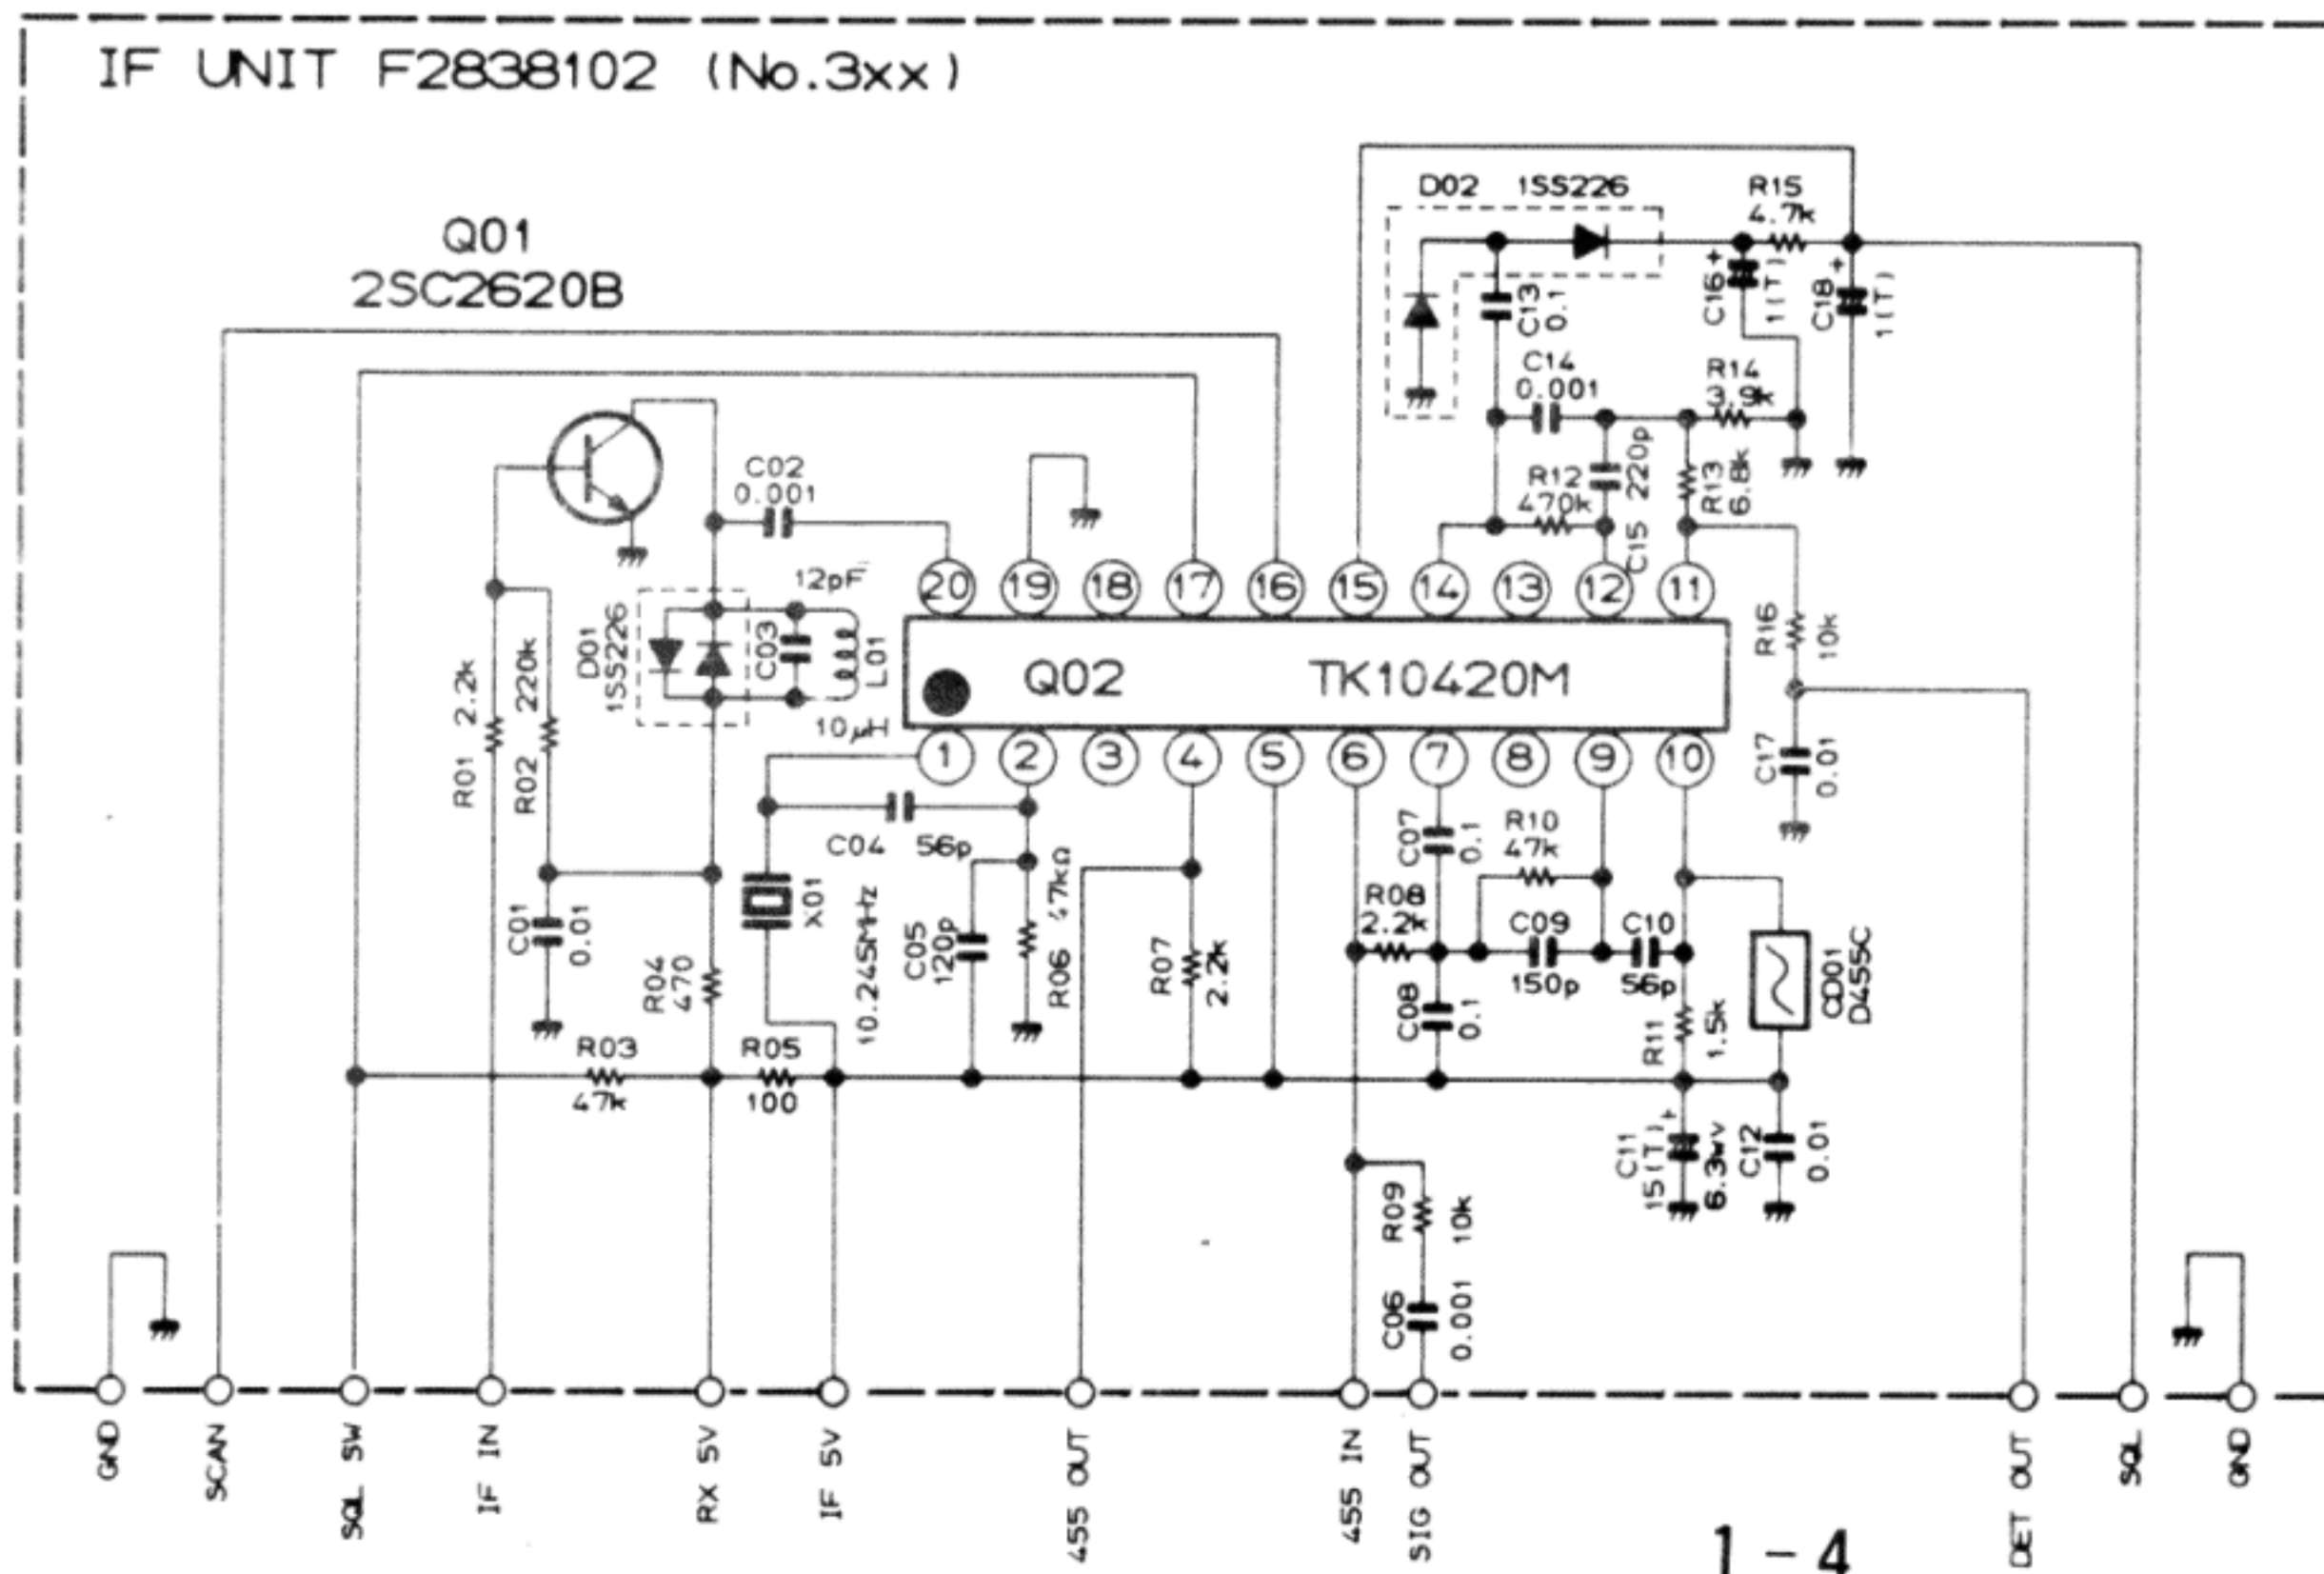 IF UNIT F2838102 (No.3xx)
Q01
2SC2620B
D02 1SS226
R15
4.7k
C16
+
1(T)
C18
+
1(T)
C13
0.1
C14
0.001
R14
3.9k
R12
470k
C15 220p
R13
6.8k
C02
0.001
12pF
D01
1SS226
C03
L01
10μH
R01 2.2k
R02 220k
20
19
18
17
16
15
14
13
12
11
Q02 TK10420M
1
2
3
4
5
6
7
8
9
10
R16
10k
C17
0.01
C04 56p
X01
10.245MHz
C05
120p
R06 47kΩ
C01
0.01
R04
470
R03
47k
R05
100
R07
2.2k
C07
0.1
R08
2.2k
R10
47k
C09
150p
C10
56p
C08
0.1
R11
1.5k
CD01
D455C
C11
15(T)
+
6.3wv
C12
0.01
R09
10k
C06
0.001
GND
SCAN
SQL SW
IF IN
RX 5V
IF 5V
455 OUT
455 IN
SIG OUT
DET OUT
SQL
GND
1-4